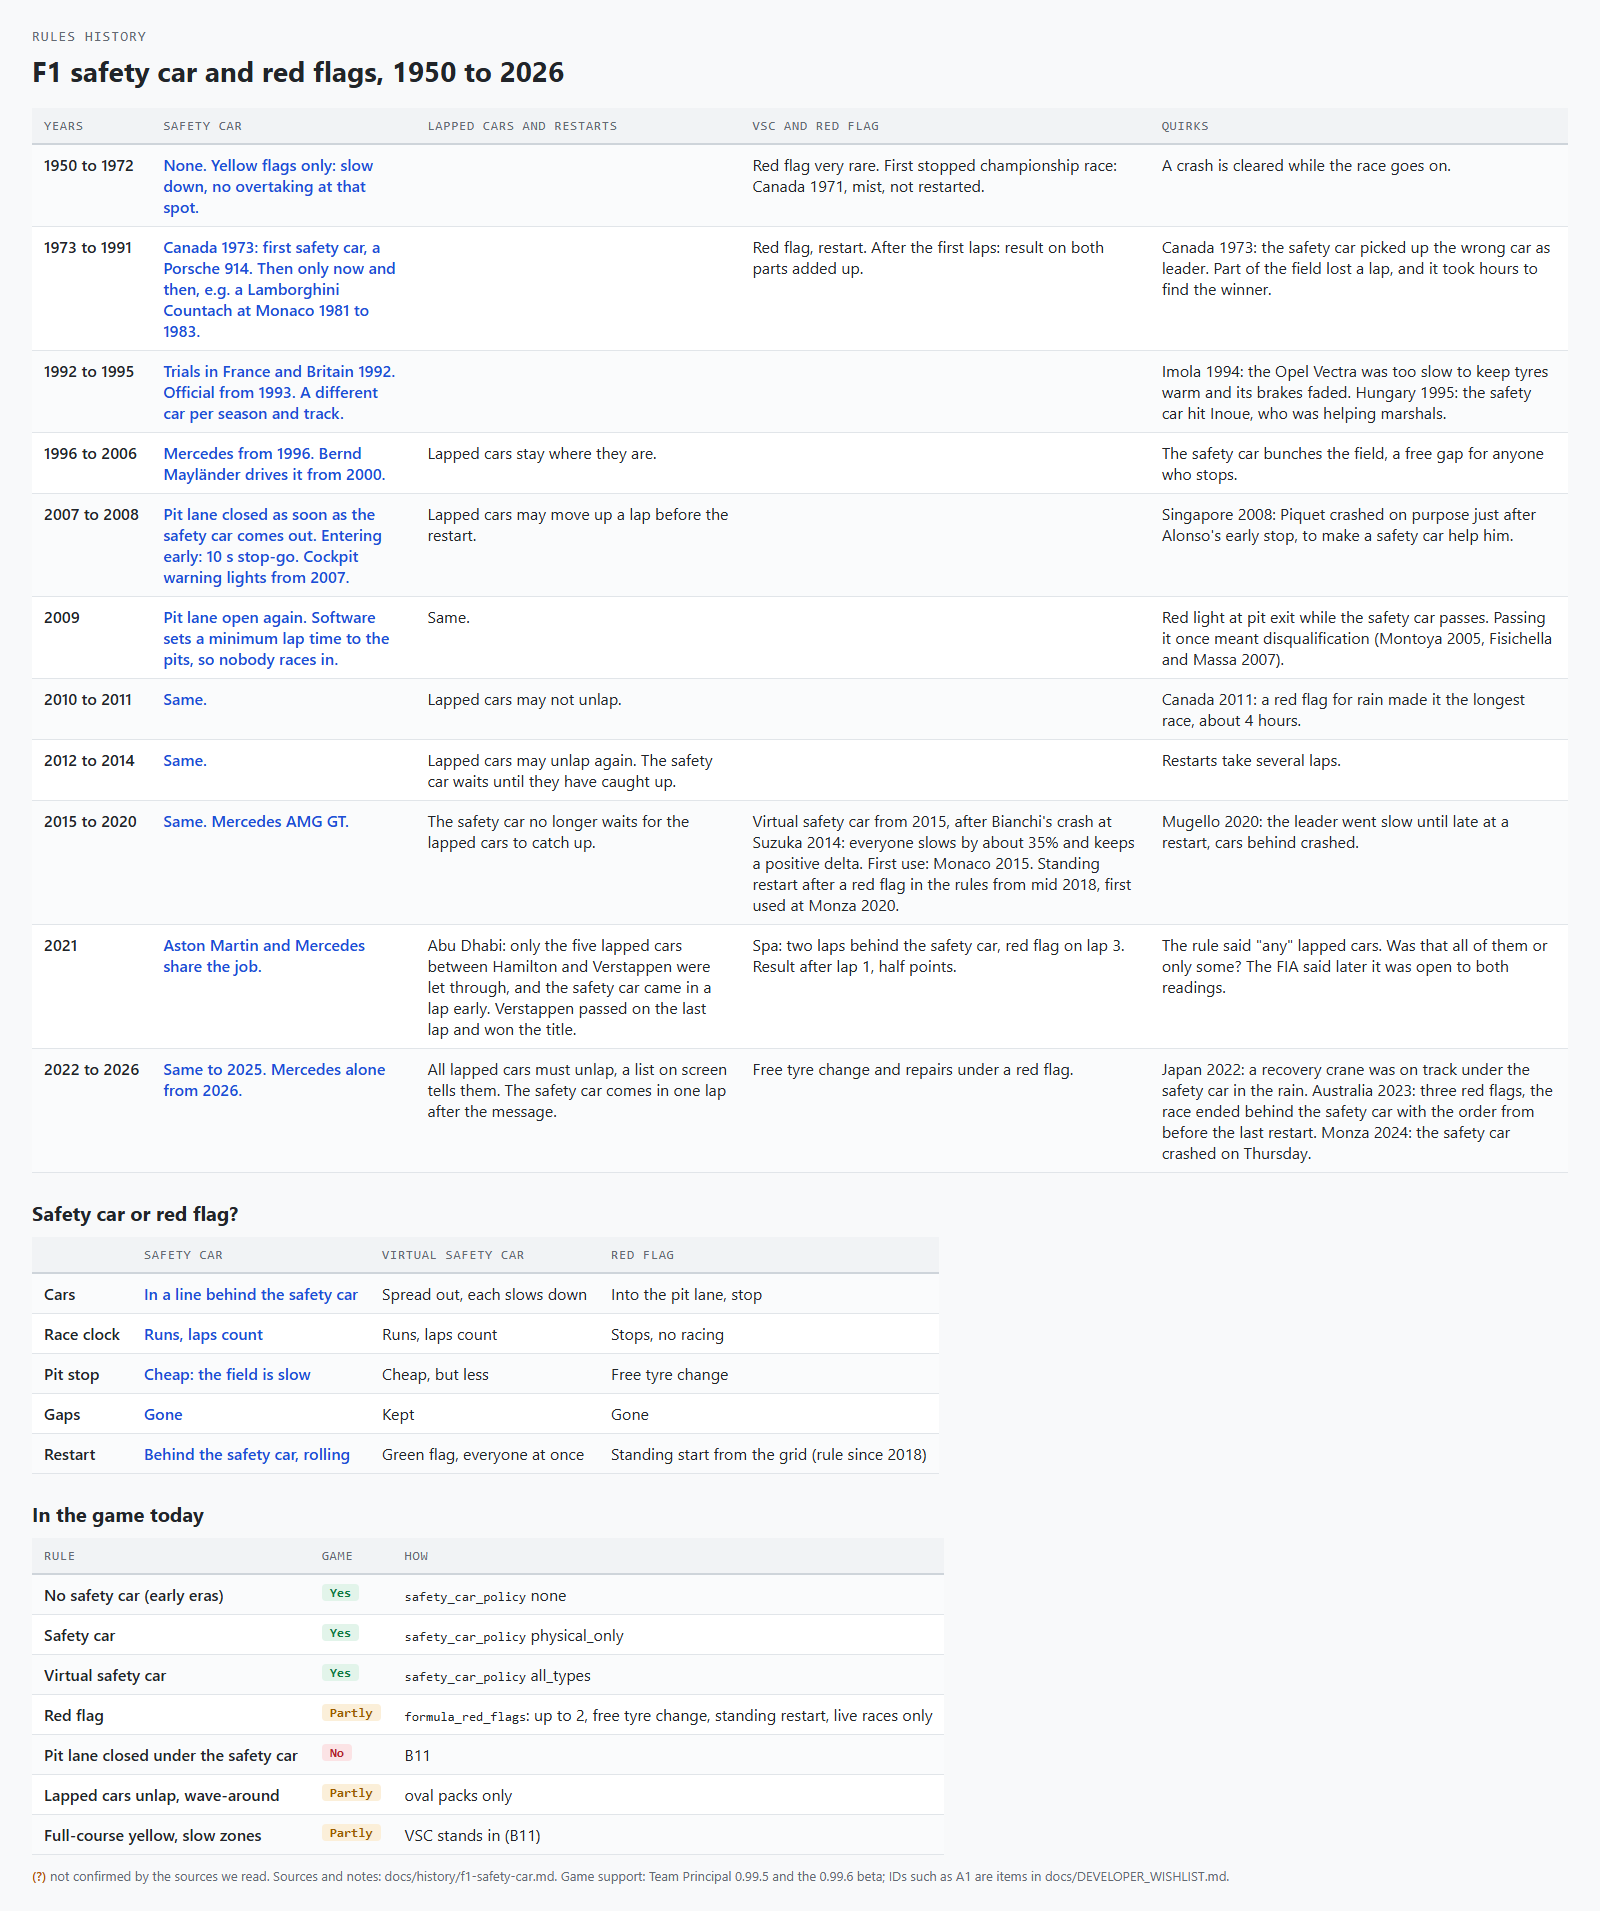 RULES HISTORY
F1 safety car and red flags, 1950 to 2026
YEARS SAFETY CAR LAPPED CARS AND RESTARTS VSC AND RED FLAG QUIRKS
1950 to 1972
None. Yellow flags only: slow
down, no overtaking at that
spot.
Red flag very rare. First stopped championship race:
Canada 1971, mist, not restarted.
A crash is cleared while the race goes on.
1973 to 1991
Canada 1973: first safety car, a
Porsche 914. Then only now and
then, e.g. a Lamborghini
Countach at Monaco 1981 to
1983.
Red flag, restart. After the first laps: result on both
parts added up.
Canada 1973: the safety car picked up the wrong car as
leader. Part of the field lost a lap, and it took hours to
find the winner.
1992 to 1995
Trials in France and Britain 1992.
Official from 1993. A different
car per season and track.
Imola 1994: the Opel Vectra was too slow to keep tyres
warm and its brakes faded. Hungary 1995: the safety
car hit Inoue, who was helping marshals.
1996 to 2006
Mercedes from 1996. Bernd
Mayländer drives it from 2000.
Lapped cars stay where they are.
The safety car bunches the field, a free gap for anyone
who stops.
2007 to 2008
Pit lane closed as soon as the
safety car comes out. Entering
early: 10 s stop-go. Cockpit
warning lights from 2007.
Lapped cars may move up a lap before the
restart.
Singapore 2008: Piquet crashed on purpose just after
Alonso's early stop, to make a safety car help him.
2009
Pit lane open again. Software
sets a minimum lap time to the
pits, so nobody races in.
Same.
Red light at pit exit while the safety car passes. Passing
it once meant disqualification (Montoya 2005, Fisichella
and Massa 2007).
2010 to 2011
Same.
Lapped cars may not unlap.
Canada 2011: a red flag for rain made it the longest
race, about 4 hours.
2012 to 2014
Same.
Lapped cars may unlap again. The safety
car waits until they have caught up.
Restarts take several laps.
2015 to 2020
Same. Mercedes AMG GT.
The safety car no longer waits for the
lapped cars to catch up.
Virtual safety car from 2015, after Bianchi's crash at
Suzuka 2014: everyone slows by about 35% and keeps
a positive delta. First use: Monaco 2015. Standing
restart after a red flag in the rules from mid 2018, first
used at Monza 2020.
Mugello 2020: the leader went slow until late at a
restart, cars behind crashed.
2021
Aston Martin and Mercedes
share the job.
Abu Dhabi: only the five lapped cars
between Hamilton and Verstappen were
let through, and the safety car came in a
lap early. Verstappen passed on the last
lap and won the title.
Spa: two laps behind the safety car, red flag on lap 3.
Result after lap 1, half points.
The rule said "any" lapped cars. Was that all of them or
only some? The FIA said later it was open to both
readings.
2022 to 2026
Same to 2025. Mercedes alone
from 2026.
All lapped cars must unlap, a list on screen
tells them. The safety car comes in one lap
after the message.
Free tyre change and repairs under a red flag.
Japan 2022: a recovery crane was on track under the
safety car in the rain. Australia 2023: three red flags, the
race ended behind the safety car with the order from
before the last restart. Monza 2024: the safety car
crashed on Thursday.
Safety car or red flag?
SAFETY CAR VIRTUAL SAFETY CAR RED FLAG
Cars In a line behind the safety car Spread out, each slows down Into the pit lane, stop
Race clock Runs, laps count Runs, laps count Stops, no racing
Pit stop Cheap: the field is slow Cheap, but less Free tyre change
Gaps Gone Kept Gone
Restart Behind the safety car, rolling Green flag, everyone at once Standing start from the grid (rule since 2018)
In the game today
RULE GAME HOW
No safety car (early eras) Yes safety_car_policy none
Safety car Yes safety_car_policy physical_only
Virtual safety car Yes safety_car_policy all_types
Red flag Partly formula_red_flags: up to 2, free tyre change, standing restart, live races only
Pit lane closed under the safety car No B11
Lapped cars unlap, wave-around Partly oval packs only
Full-course yellow, slow zones Partly VSC stands in (B11)
(?) not confirmed by the sources we read. Sources and notes: docs/history/f1-safety-car.md. Game support: Team Principal 0.99.5 and the 0.99.6 beta; IDs such as A1 are items in docs/DEVELOPER_WISHLIST.md.